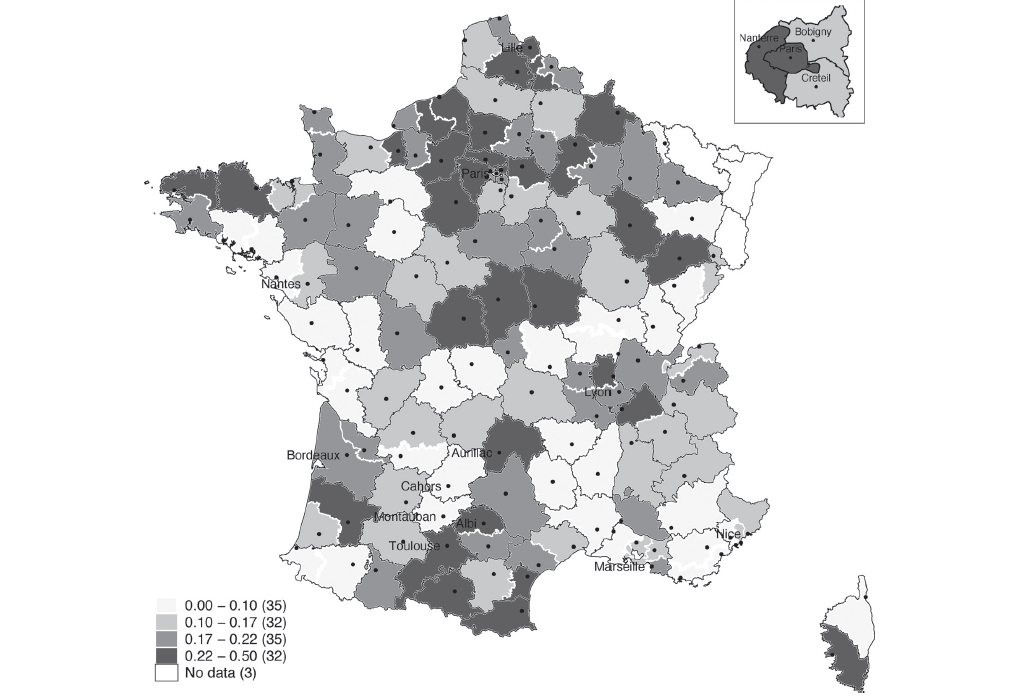 Lille
Nanterre
Bobigny
Paris
Creteil
Paris
Nantes
Lyon
Bordeaux
Aurillac
Cahors
Montauban
Albi
Toulouse
Nice
Marseille
0.00 – 0.10 (35)
0.10 – 0.17 (32)
0.17 – 0.22 (35)
0.22 – 0.50 (32)
No data (3)